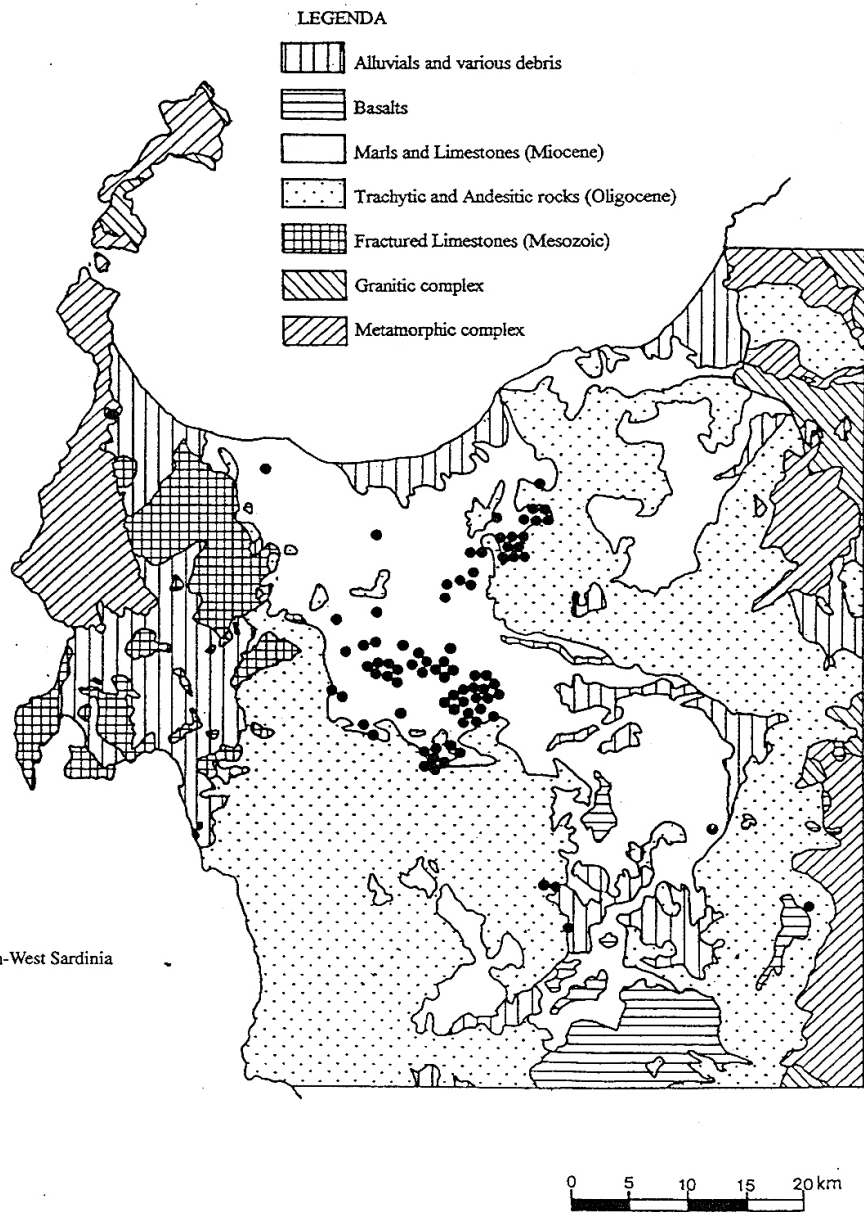 LEGENDA
Alluvials and various debris
Basalts
Marls and Limestones (Miocene)
Trachytic and Andesitic rocks (Oligocene)
Fractured Limestones (Mesozoic)
Granitic complex
Metamorphic complex
-West Sardinia
0 5 10 15 20 km